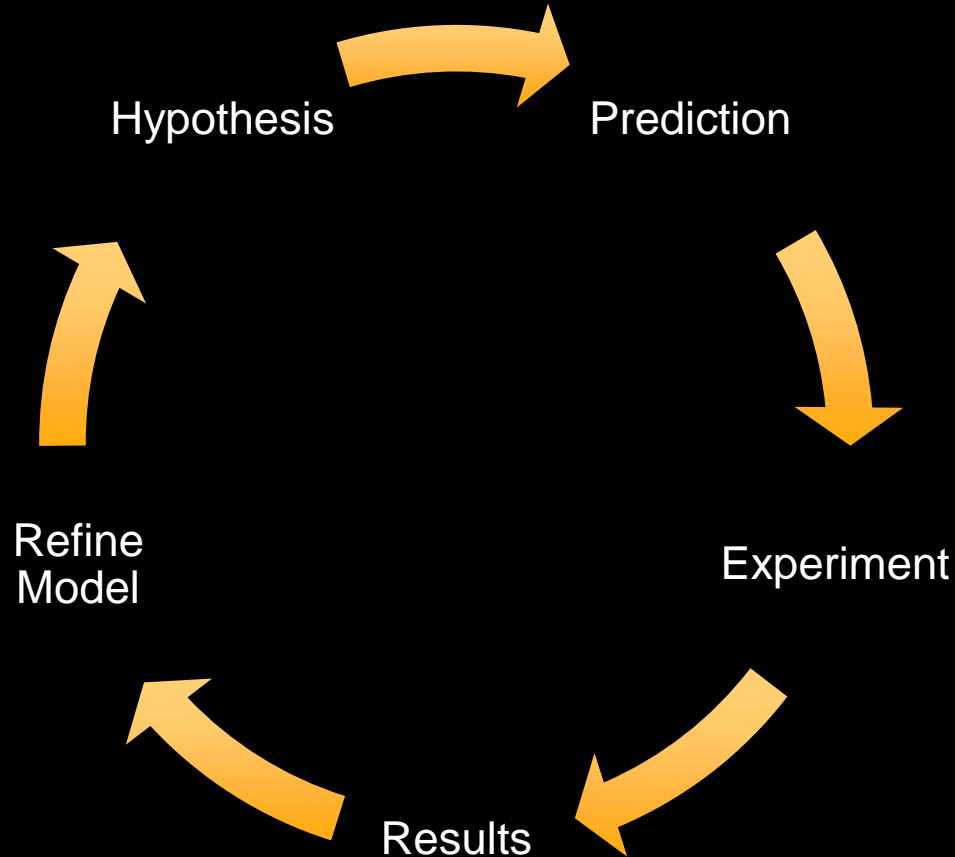 Hypothesis
Prediction
Experiment
Results
Refine
Model